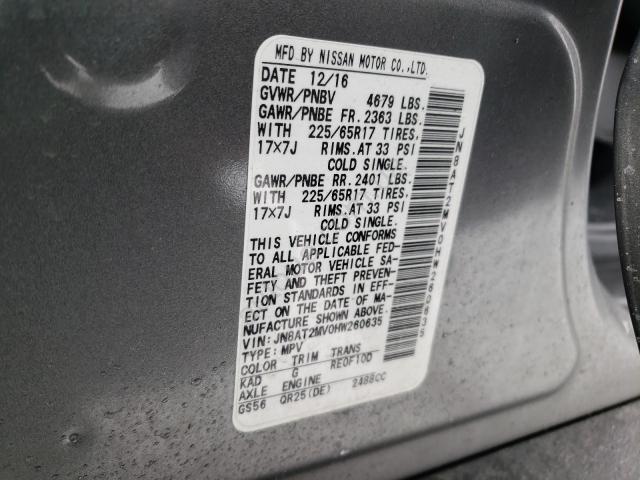 MFD BY NISSAN MOTOR CO.,LTD.
DATE 12/16
GVWR/PNBV 4679 LBS.
GAWR/PNBE FR. 2363 LBS.
WITH 225/65R17 TIRES,
17×7J RIMS.AT 33 PSI
COLD SINGLE.
GAWR/PNBE RR. 2401 LBS.
WITH 225/65R17 TIRES,
17×7J RIMS.AT 33 PSI
COLD SINGLE.
THIS VEHICLE CONFORMS
TO ALL APPLICABLE FED-
ERAL MOTOR VEHICLE SA-
FETY AND THEFT PREVEN-
TION STANDARDS IN EFF-
ECT ON THE DATE OF MA-
NUFACTURE SHOWN ABOVE.
VIN: JN8AT2MV0HW260635
TYPE: MPV
COLOR TRIM TRANS
KAD G RE0F10D
AXLE ENGINE
GS56 QR25(DE) 2488CC
JN8AT2MV0HW260635